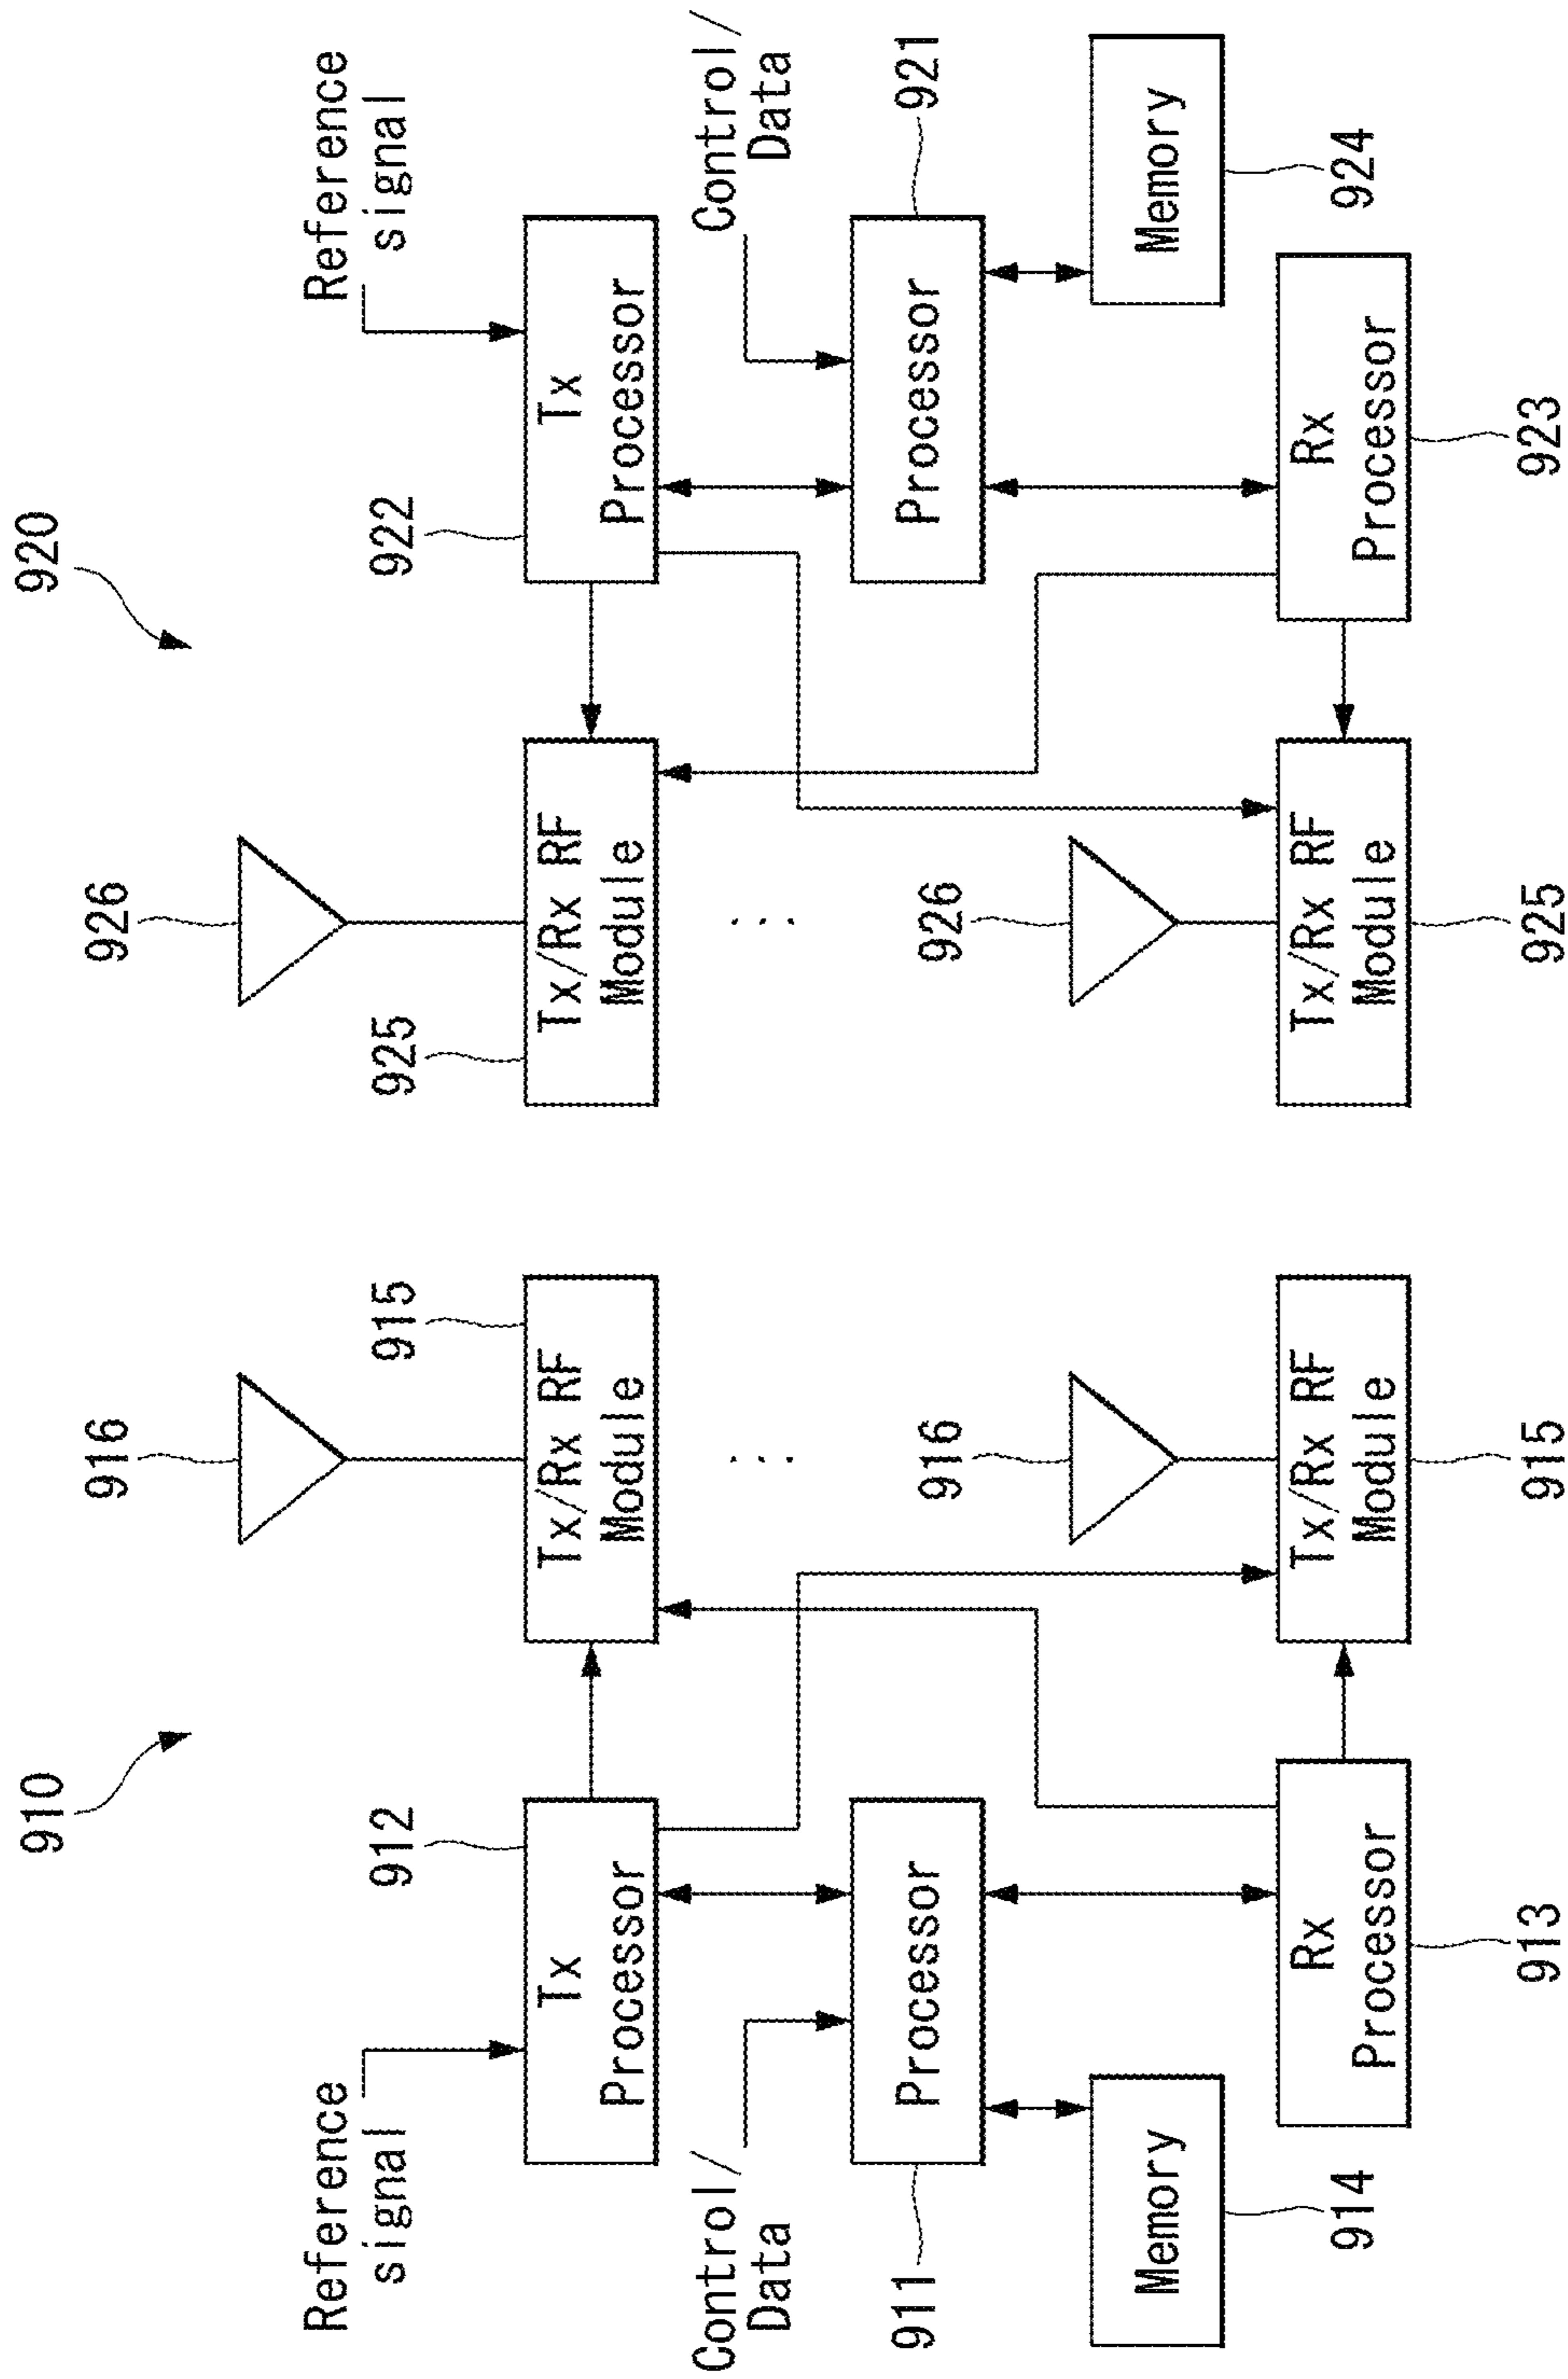 910
920
916
926
Reference
signal
912
915
925
922
Reference
signal
Tx
Processor
Tx/Rx RF
Module
Tx/Rx RF
Module
Tx
Processor
Control/
Data
. . .
. . .
Control/
Data
911
Processor
916
926
Processor
921
Memory
914
Rx
Processor
913
Tx/Rx RF
Module
915
Tx/Rx RF
Module
925
Rx
Processor
923
Memory
924